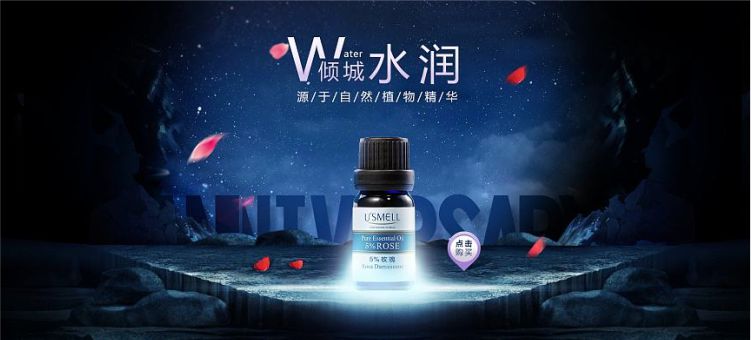 Water
倾城水润
源/于/自/然/植/物/精/华
ANNIVERSARY
U'SMELL
Pure Essential Oil
5% ROSE
5% 玫瑰
点击
购买